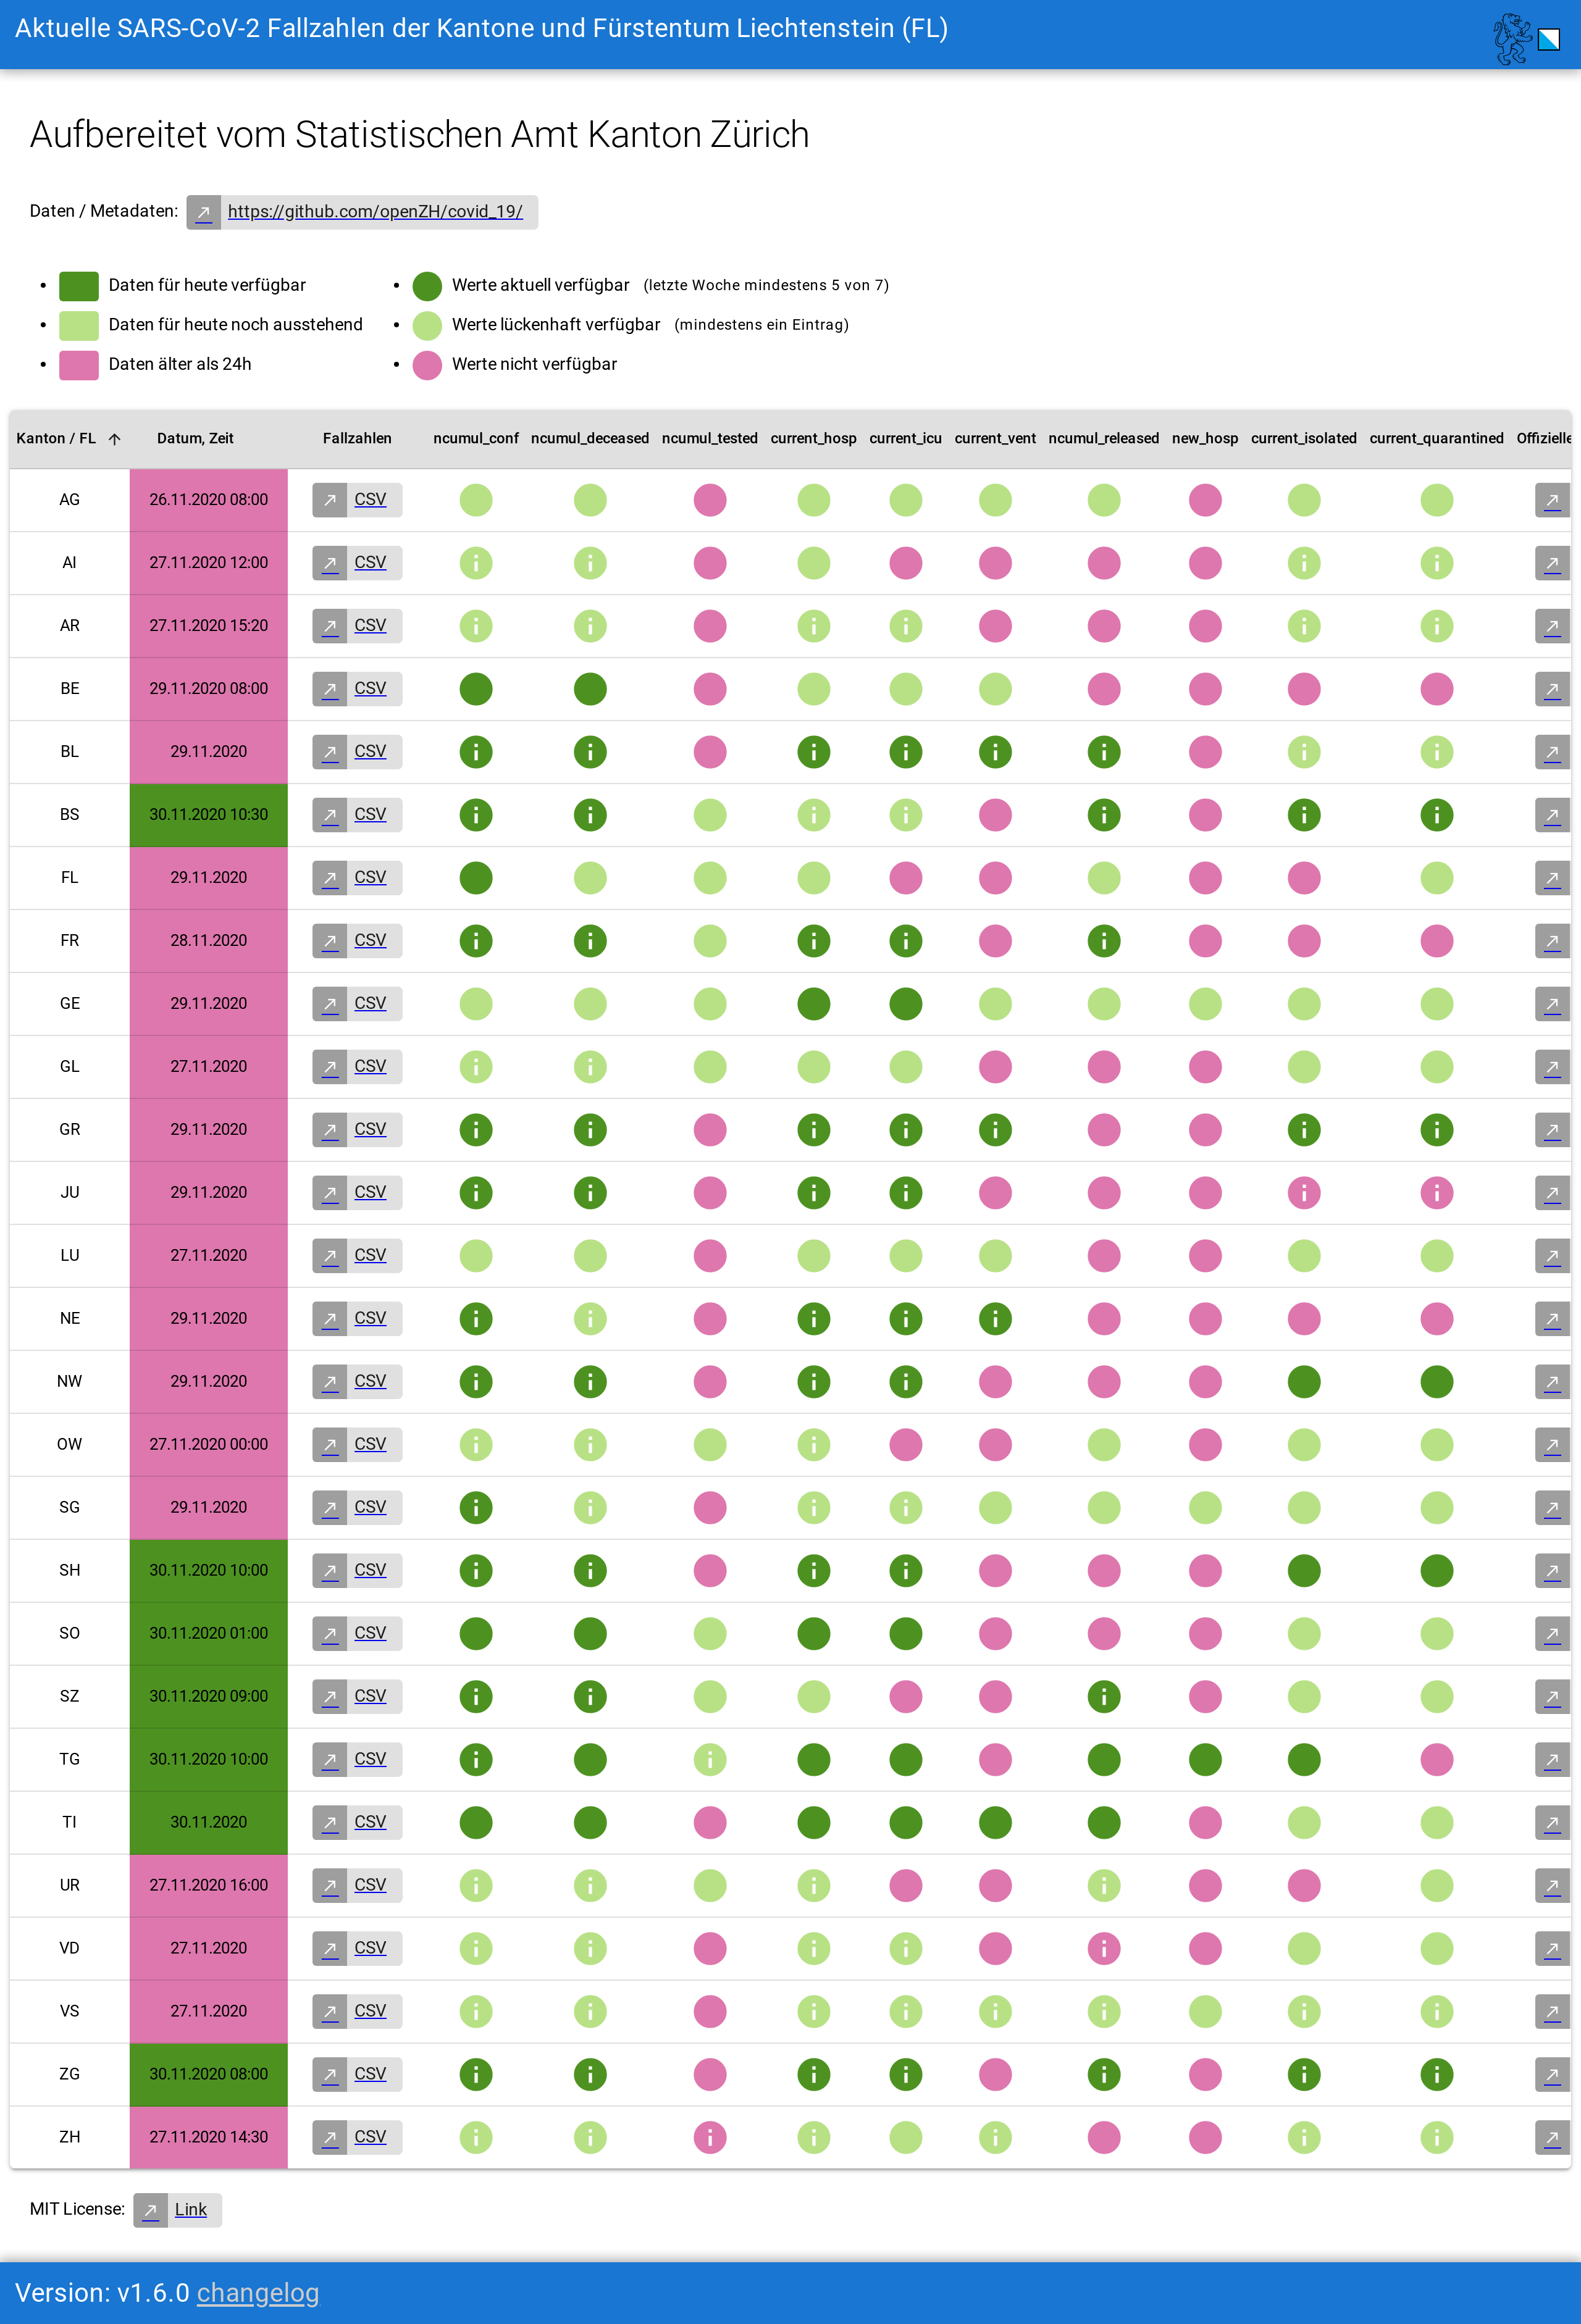 Aktuelle SARS-CoV-2 Fallzahlen der Kantone und Fürstentum Liechtenstein (FL)
Aufbereitet vom Statistischen Amt Kanton Zürich
Daten / Metadaten: https://github.com/openZH/covid_19/
Daten für heute verfügbar
Daten für heute noch ausstehend
Daten älter als 24h
Werte aktuell verfügbar (letzte Woche mindestens 5 von 7)
Werte lückenhaft verfügbar (mindestens ein Eintrag)
Werte nicht verfügbar
Kanton / FL Datum, Zeit Fallzahlen ncumul_conf ncumul_deceased ncumul_tested current_hosp current_icu current_vent ncumul_released new_hosp current_isolated current_quarantined Offizielle
AG 26.11.2020 08:00 CSV
AI 27.11.2020 12:00 CSV
AR 27.11.2020 15:20 CSV
BE 29.11.2020 08:00 CSV
BL 29.11.2020 CSV
BS 30.11.2020 10:30 CSV
FL 29.11.2020 CSV
FR 28.11.2020 CSV
GE 29.11.2020 CSV
GL 27.11.2020 CSV
GR 29.11.2020 CSV
JU 29.11.2020 CSV
LU 27.11.2020 CSV
NE 29.11.2020 CSV
NW 29.11.2020 CSV
OW 27.11.2020 00:00 CSV
SG 29.11.2020 CSV
SH 30.11.2020 10:00 CSV
SO 30.11.2020 01:00 CSV
SZ 30.11.2020 09:00 CSV
TG 30.11.2020 10:00 CSV
TI 30.11.2020 CSV
UR 27.11.2020 16:00 CSV
VD 27.11.2020 CSV
VS 27.11.2020 CSV
ZG 30.11.2020 08:00 CSV
ZH 27.11.2020 14:30 CSV
MIT License: Link
Version: v1.6.0 changelog